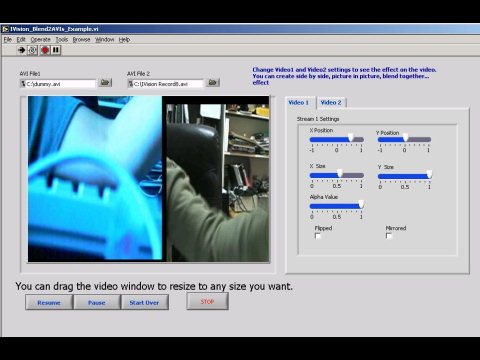 IVision_Blend2AVIs_Example.vi
File Edit Operate Tools Browse Window Help
AVI File1
AVI File 2
C:\dummy.avi
C:\IVision Record8.avi
Change Video1 and Video2 settings to see the effect on the video.
You can create side by side, picture in picture, blend together...
effect
Video 1
Video 2
Stream 1 Settings
X Position
Y Position
-1 0 1
-1 0 1
X Size
Y Size
0 0.5 1
0 0.5 1
Alpha Value
0 0.5 1
Flipped
Mirrored
You can drag the video window to resize to any size you want.
Resume
Pause
Start Over
STOP